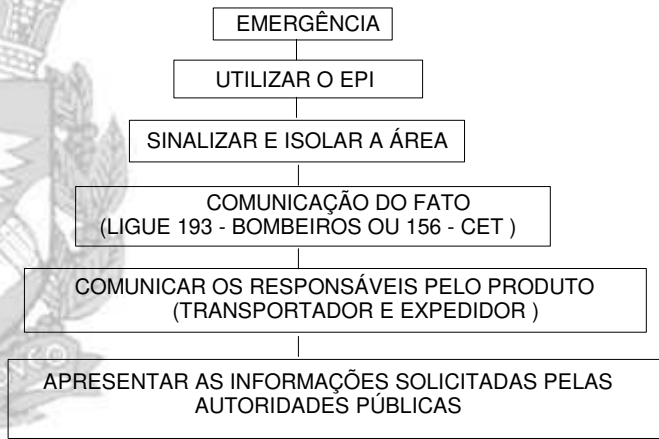 EMERGÊNCIA
UTILIZAR O EPI
SINALIZAR E ISOLAR A ÁREA
COMUNICAÇÃO DO FATO
(LIGUE 193 - BOMBEIROS OU 156 - CET )
COMUNICAR OS RESPONSÁVEIS PELO PRODUTO
(TRANSPORTADOR E EXPEDIDOR )
APRESENTAR AS INFORMAÇÕES SOLICITADAS PELAS
AUTORIDADES PÚBLICAS